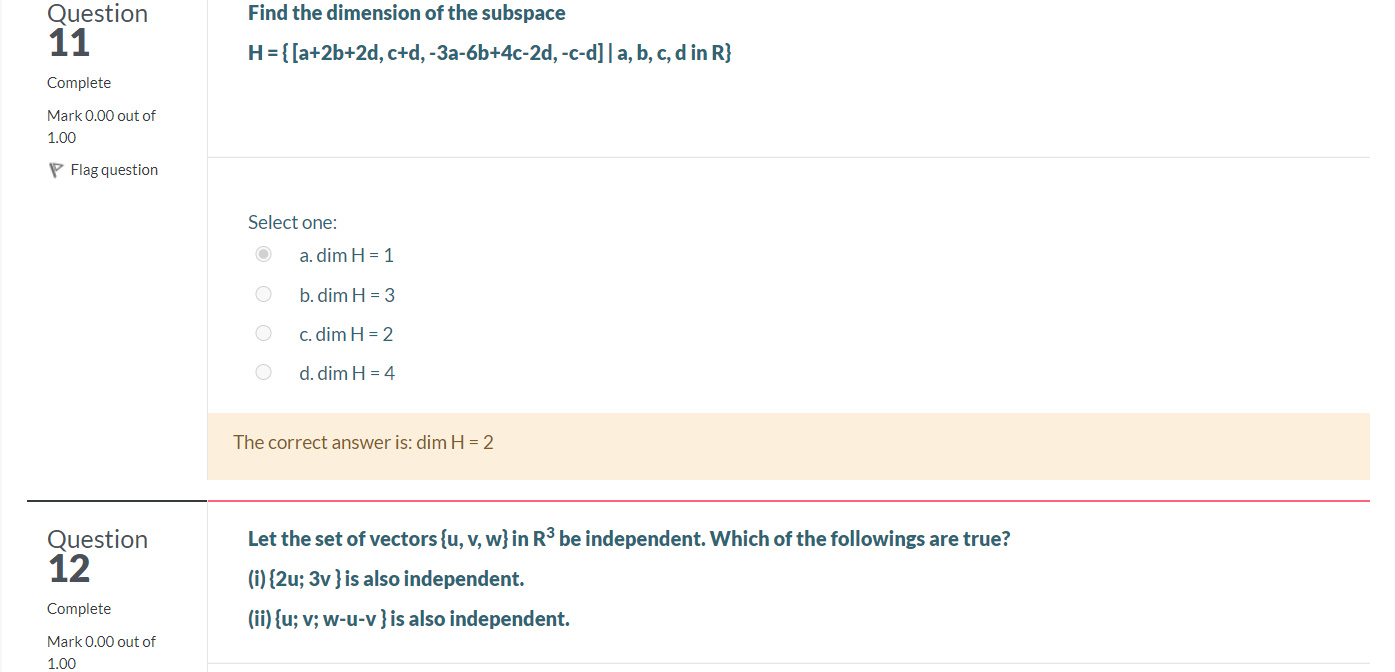 Question
11
Complete
Mark 0.00 out of
1.00
Flag question
Find the dimension of the subspace
H = { [a+2b+2d, c+d, -3a-6b+4c-2d, -c-d] | a, b, c, d in R}
Select one:
a. dim H = 1
b. dim H = 3
c. dim H = 2
d. dim H = 4
The correct answer is: dim H = 2
Question
12
Complete
Mark 0.00 out of
1.00
Let the set of vectors {u, v, w} in R³ be independent. Which of the followings are true?
(i) {2u; 3v } is also independent.
(ii) {u; v; w-u-v } is also independent.